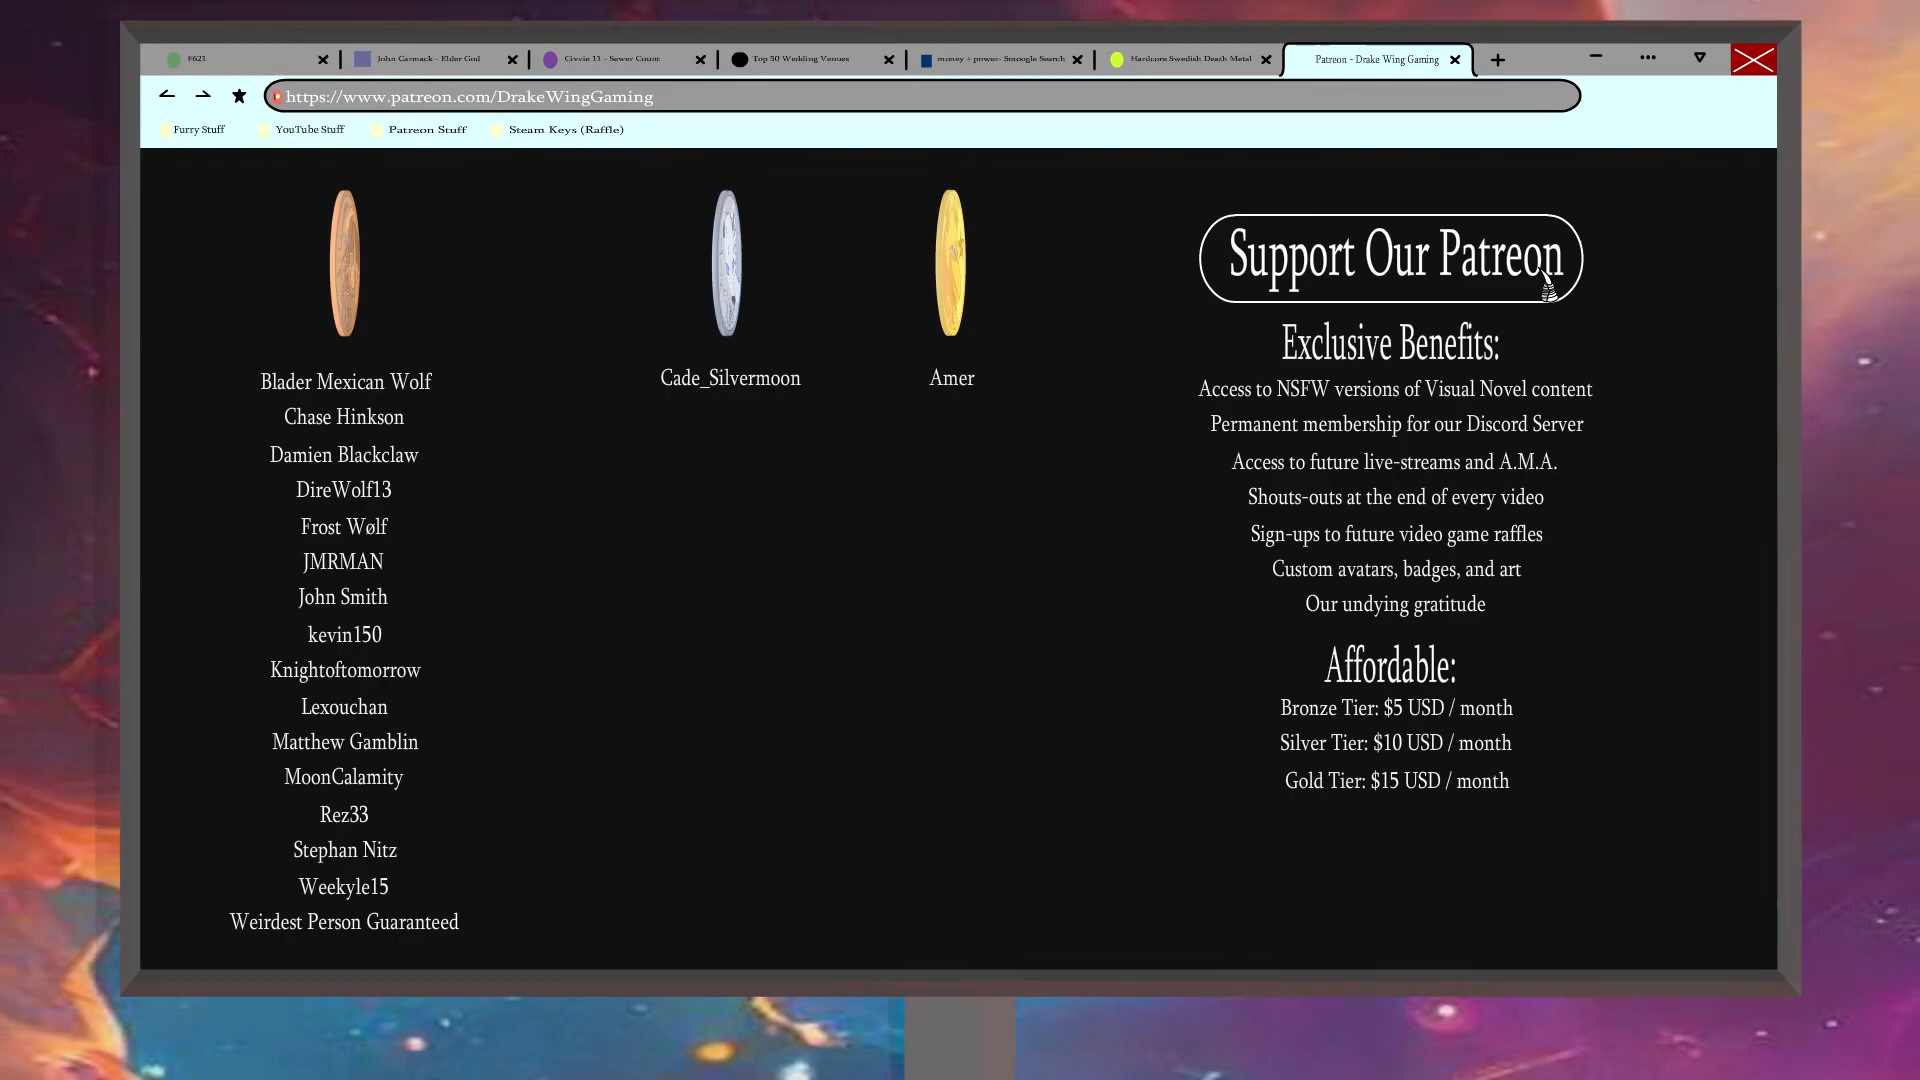 F621
John Carmack - Elder God
Civvie 11 - Sewer Count
Top 50 Wedding Venues
money ÷ power- Smoogle Search
Hardcore Swedish Death Metal
Patreon - Drake Wing Gaming
https://www.patreon.com/DrakeWingGaming
Furry Stuff
YouTube Stuff
Patreon Stuff
Steam Keys (Raffle)
Blader Mexican Wolf
Chase Hinkson
Damien Blackclaw
DireWolf13
Frost Wølf
JMRMAN
John Smith
kevin150
Knightoftomorrow
Lexouchan
Matthew Gamblin
MoonCalamity
Rez33
Stephan Nitz
Weekyle15
Weirdest Person Guaranteed
Cade_Silvermoon
Amer
Support Our Patreon
Exclusive Benefits:
Access to NSFW versions of Visual Novel content
Permanent membership for our Discord Server
Access to future live-streams and A.M.A.
Shouts-outs at the end of every video
Sign-ups to future video game raffles
Custom avatars, badges, and art
Our undying gratitude
Affordable:
Bronze Tier: $5 USD / month
Silver Tier: $10 USD / month
Gold Tier: $15 USD / month